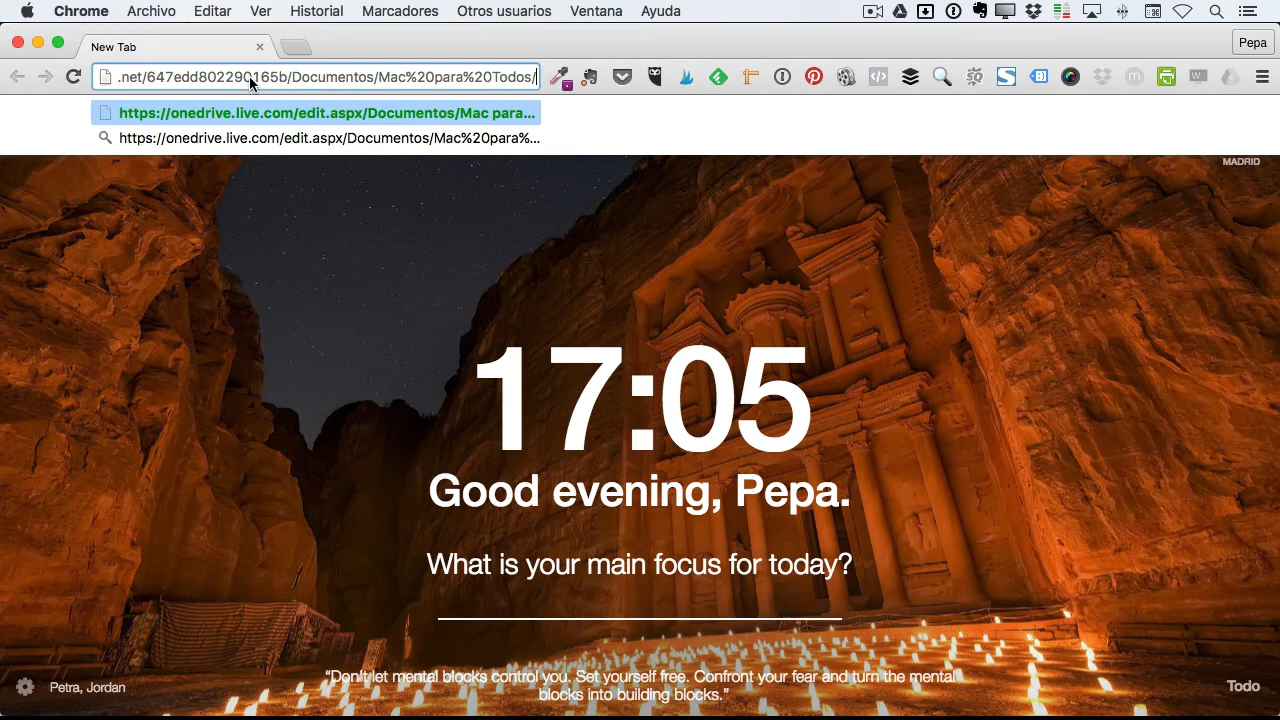 Chrome Archivo Editar Ver Historial Marcadores Otros usuarios Ventana Ayuda
New Tab
Pepa
.net/647edd802290165b/Documentos/Mac%20para%20Todos/
https://onedrive.live.com/edit.aspx/Documentos/Mac para...
https://onedrive.live.com/edit.aspx/Documentos/Mac%20para%...
MADRID
17:05
Good evening, Pepa.
What is your main focus for today?
“Don't let mental blocks control you. Set yourself free. Confront your fear and turn the mental
blocks into building blocks.”
Petra, Jordan
Todo